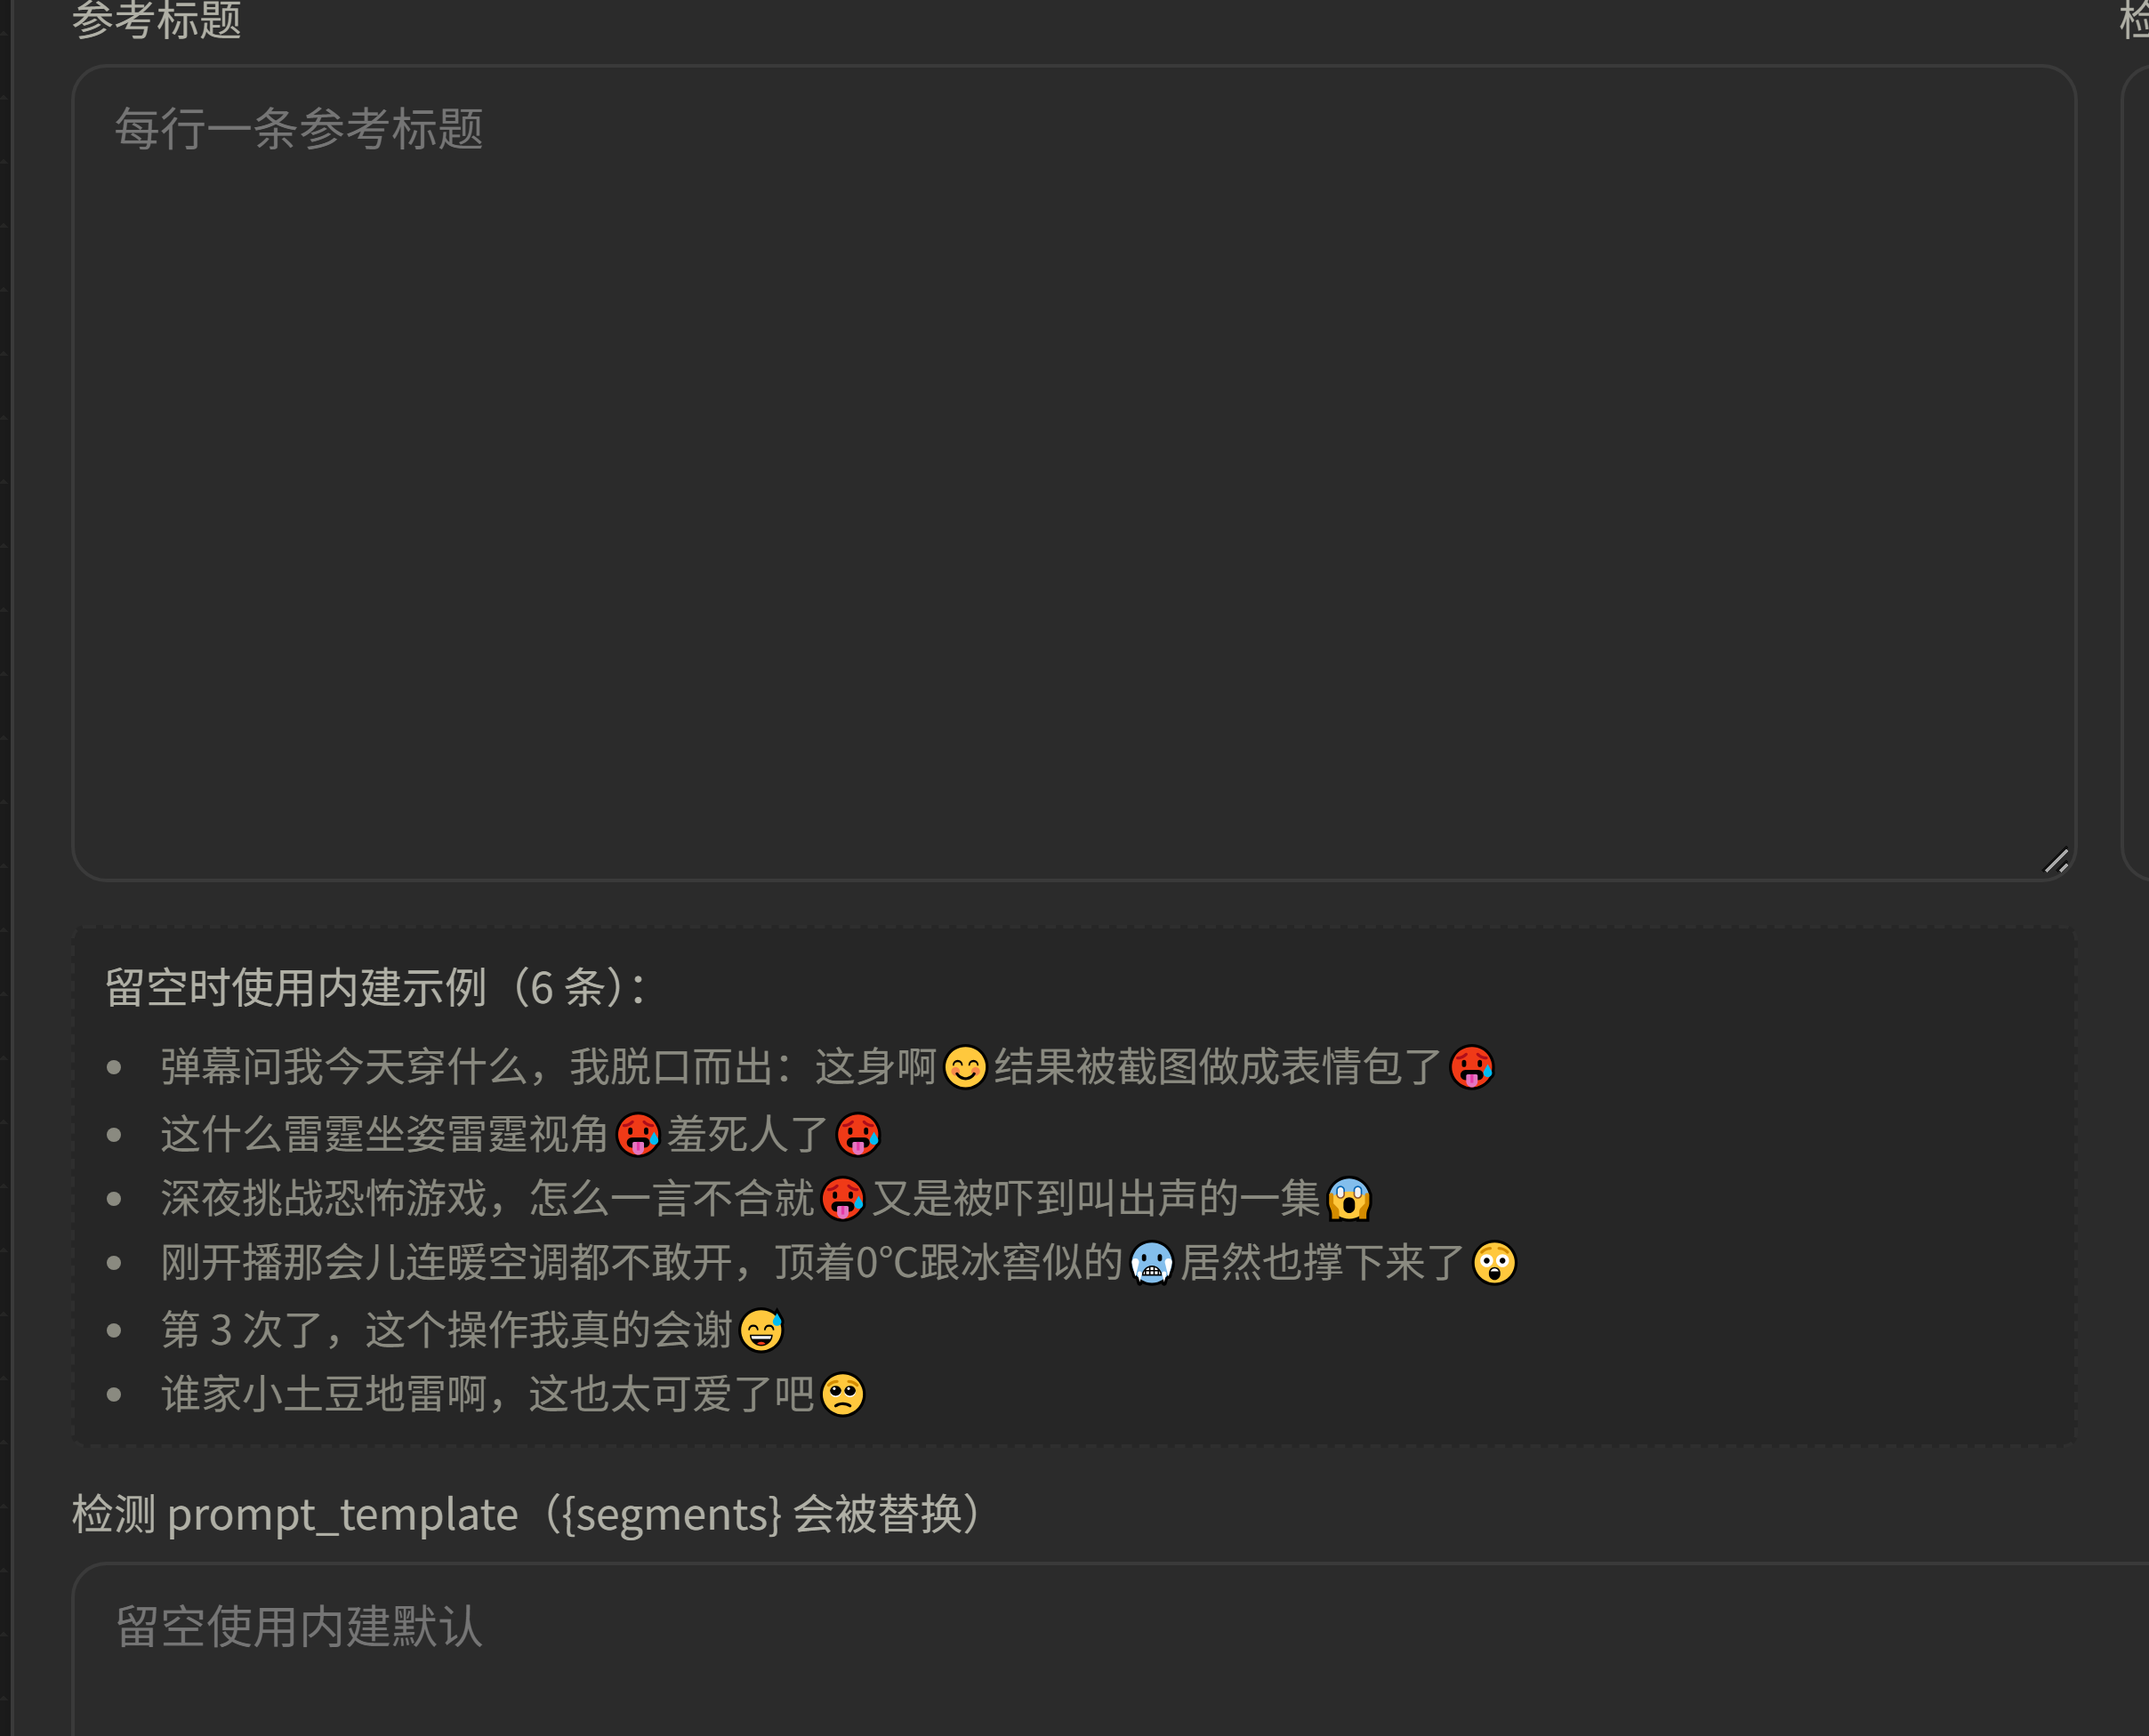 参考标题
每行一条参考标题
留空时使用内建示例（6 条）：
弹幕问我今天穿什么，我脱口而出：这身啊😊结果被截图做成表情包了🥵
这什么雷霆坐姿雷霆视角🥵羞死人了🥵
深夜挑战恐怖游戏，怎么一言不合就🥵又是被吓到叫出声的一集😱
刚开播那会儿连暖空调都不敢开，顶着0°C跟冰窖似的🥶居然也撑下来了😲
第 3 次了，这个操作我真的会谢😅
谁家小土豆地雷啊，这也太可爱了吧🥺
检测 prompt_template（{segments} 会被替换）
留空使用内建默认